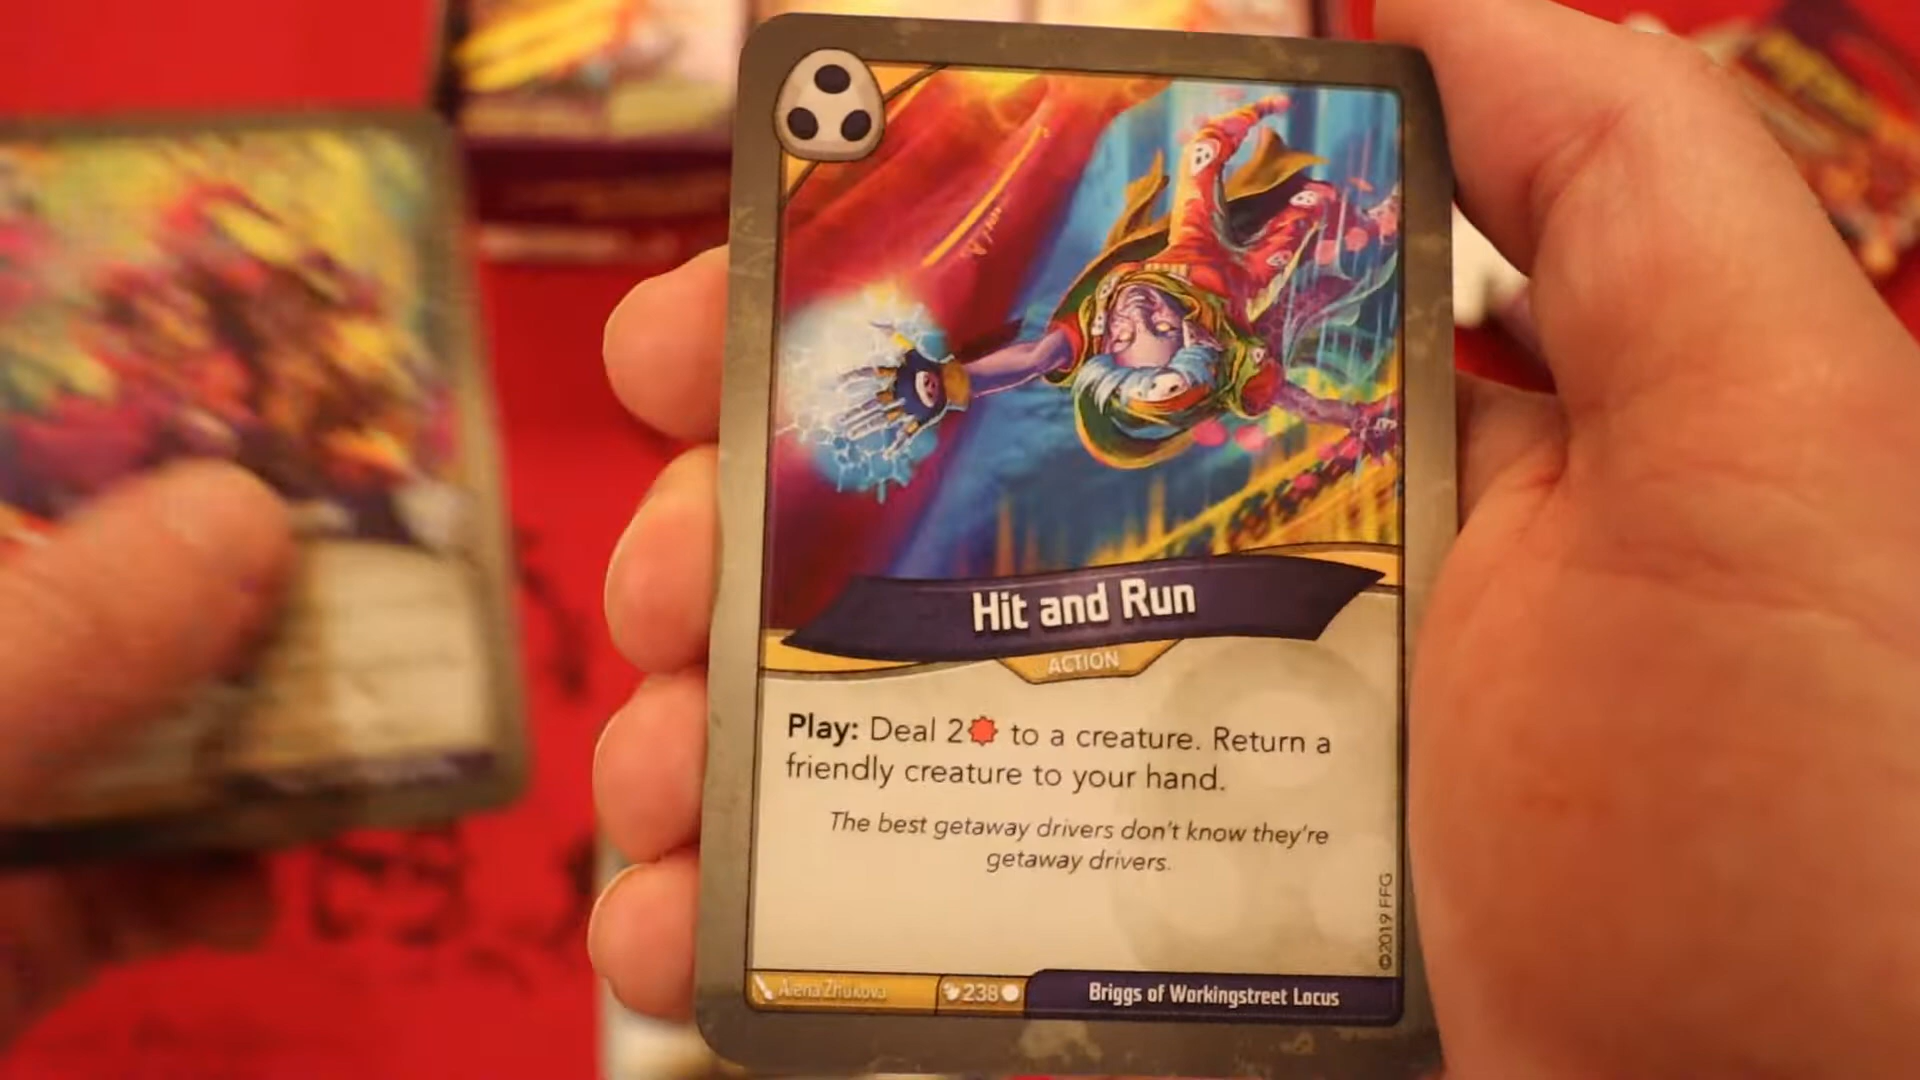 Hit and Run
ACTION
Play: Deal 2 to a creature. Return a
friendly creature to your hand.
The best getaway drivers don't know they're
getaway drivers.
©2019 FFG
Alena Zhukova
238
Briggs of Workingstreet Locus